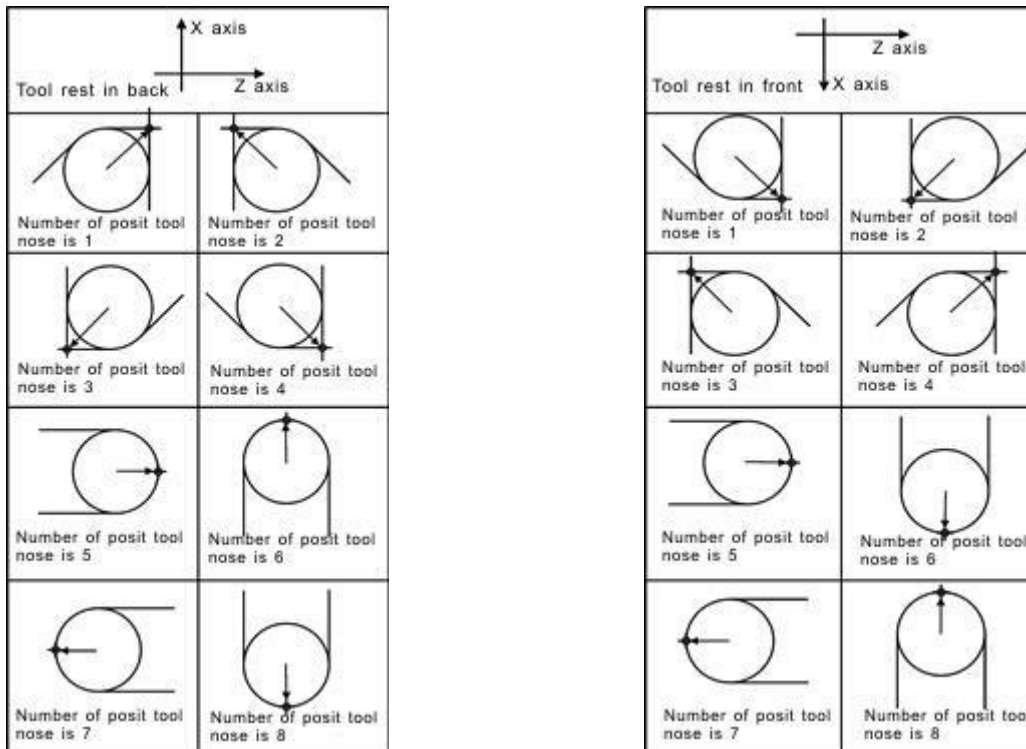 X axis
Z axis
Tool rest in back
Number of posit tool
nose is 1
Number of posit tool
nose is 2
Number of posit tool
nose is 3
Number of posit tool
nose is 4
Number of posit tool
nose is 5
Number of posit tool
nose is 6
Number of posit tool
nose is 7
Number of posit tool
nose is 8
Z axis
Tool rest in front
X axis
Number of posit tool
nose is 1
Number of posit tool
nose is 2
Number of posit tool
nose is 3
Number of posit tool
nose is 4
Number of posit tool
nose is 5
Number of posit tool
nose is 6
Number of posit tool
nose is 7
Number of posit tool
nose is 8